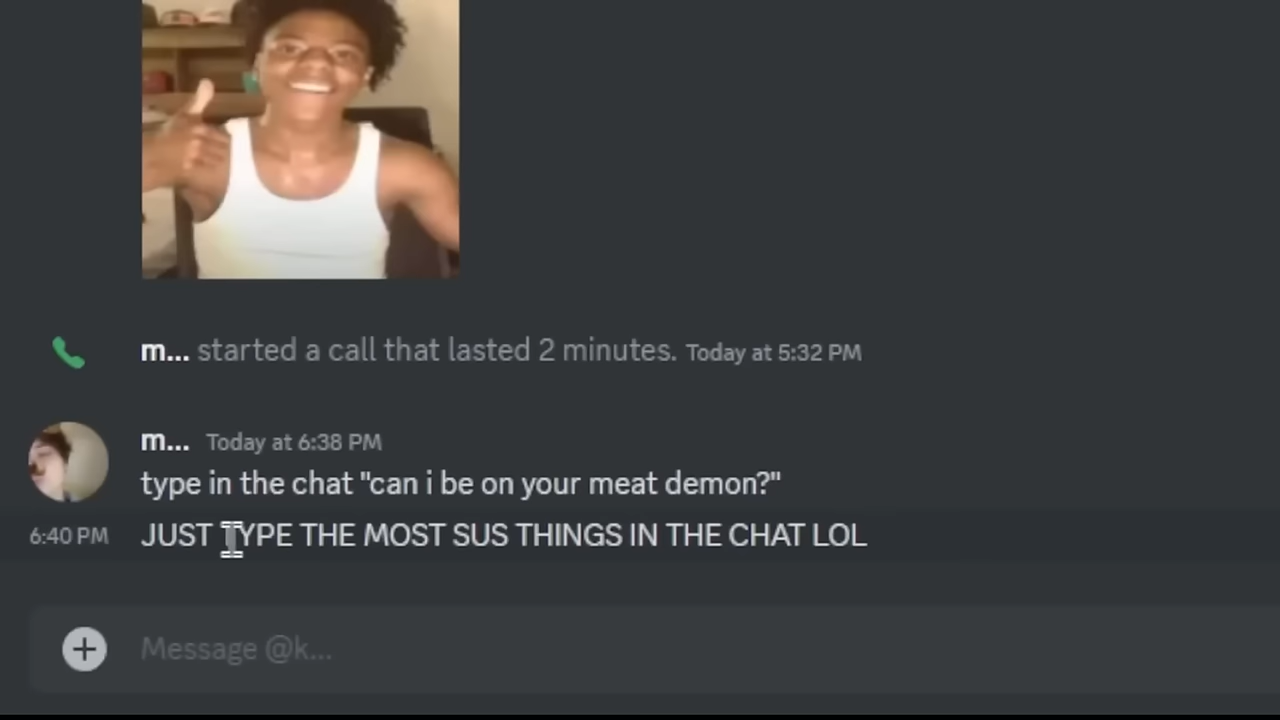 m... started a call that lasted 2 minutes. Today at 5:32 PM
m... Today at 6:38 PM
type in the chat "can i be on your meat demon?"
6:40 PM JUST TYPE THE MOST SUS THINGS IN THE CHAT LOL
Message @k...